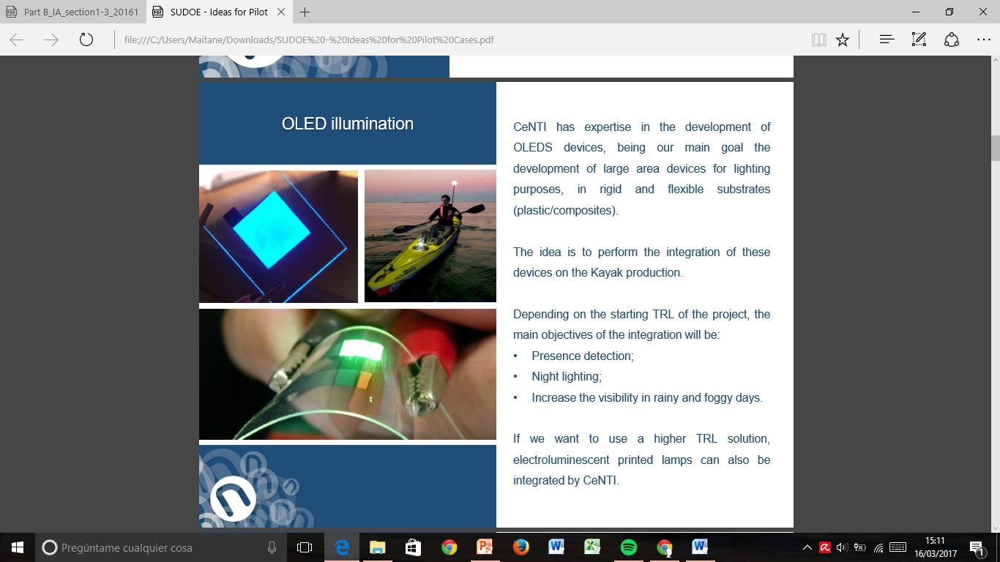 Part B_IA_section1-3_20161
SUDOE - Ideas for Pilot
file:///C:/Users/Maitane/Downloads/SUDOE%20-%20Ideas%20for%20Pilot%20Cases.pdf
OLED illumination
CeNTI has expertise in the development of
OLEDS devices, being our main goal the
development of large area devices for lighting
purposes, in rigid and flexible substrates
(plastic/composites).
The idea is to perform the integration of these
devices on the Kayak production.
Depending on the starting TRL of the project, the
main objectives of the integration will be:
• Presence detection;
• Night lighting;
• Increase the visibility in rainy and foggy days.
If we want to use a higher TRL solution,
electroluminescent printed lamps can also be
integrated by CeNTI.
Pregúntame cualquier cosa
15:11
16/03/2017
1